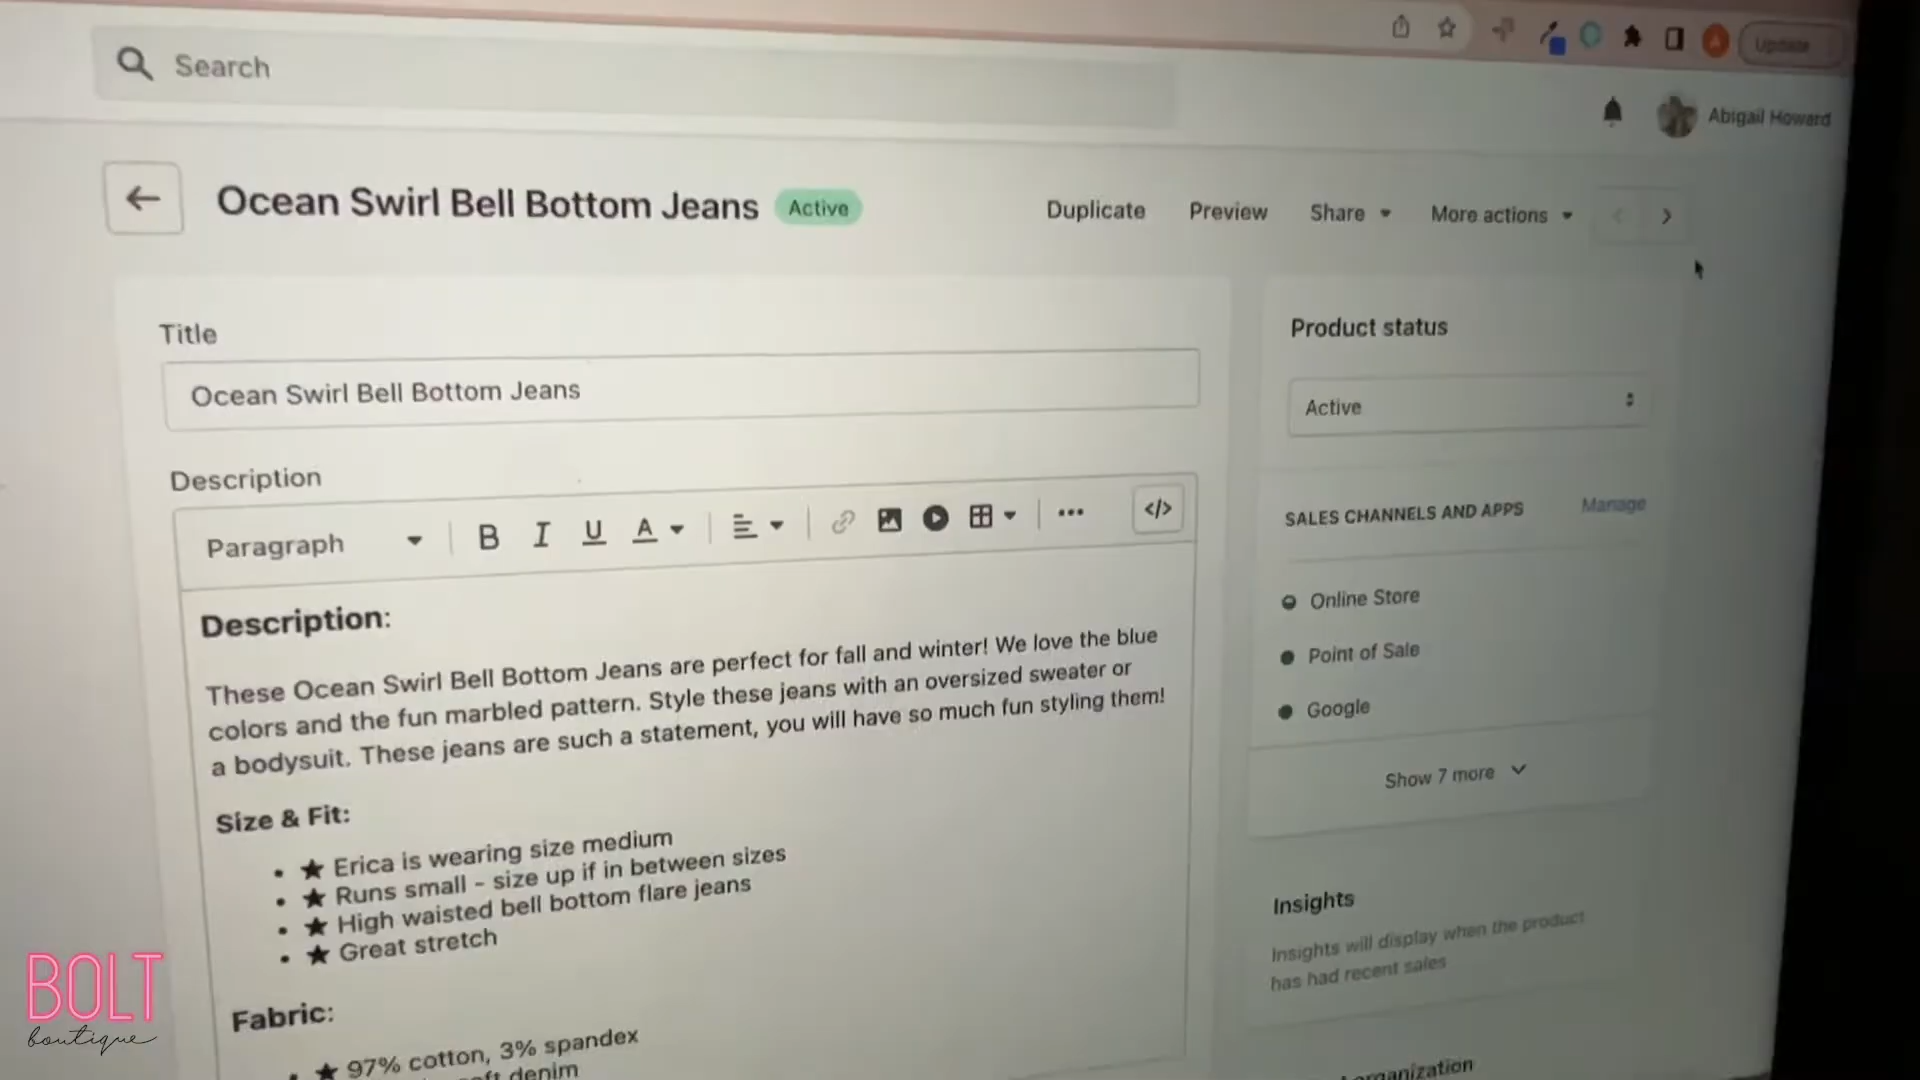 Update
Search
Abigail Howard
Ocean Swirl Bell Bottom Jeans
Active
Duplicate
Preview
Share
More actions
Title
Ocean Swirl Bell Bottom Jeans
Description
Paragraph
B I U A
</>
Description:
These Ocean Swirl Bell Bottom Jeans are perfect for fall and winter! We love the blue
colors and the fun marbled pattern. Style these jeans with an oversized sweater or
a bodysuit. These jeans are such a statement, you will have so much fun styling them!
Size & Fit:
• ★ Erica is wearing size medium
• ★ Runs small - size up if in between sizes
• ★ High waisted bell bottom flare jeans
• ★ Great stretch
Fabric:
• ★ 97% cotton, 3% spandex
denim
Product status
Active
SALES CHANNELS AND APPS
Manage
Online Store
Point of Sale
Google
Show 7 more
Insights
Insights will display when the product
has had recent sales
BOLT
boutique